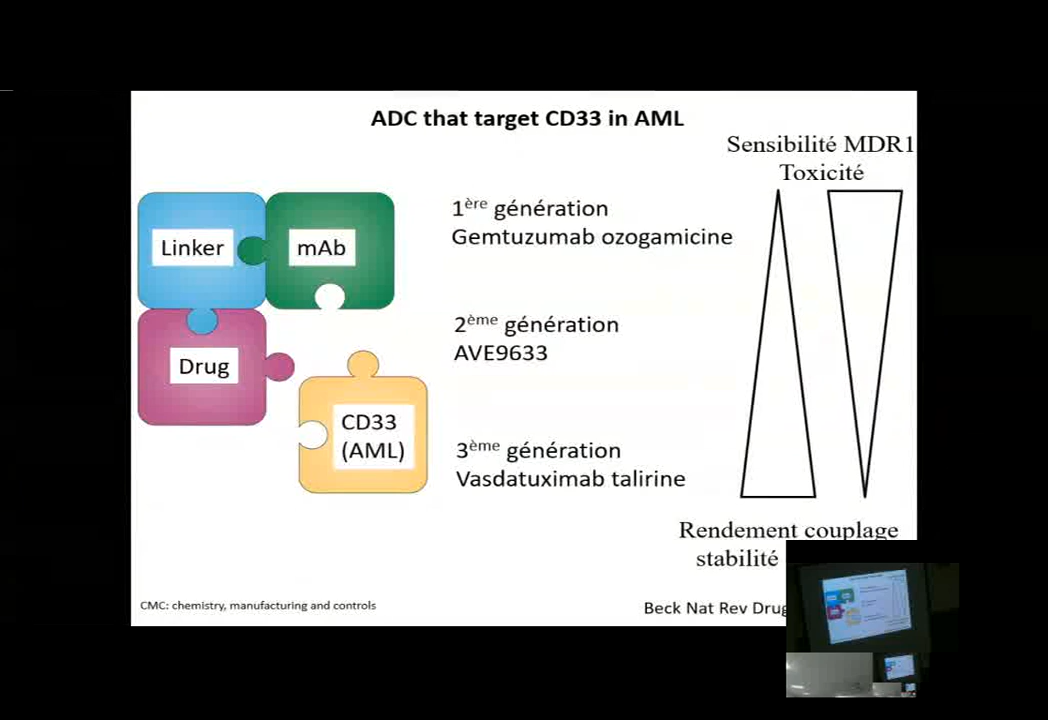 ADC that target CD33 in AML
Sensibilité MDR1
Toxicité
Linker
mAb
Drug
CD33
(AML)
1ère génération
Gemtuzumab ozogamicine
2ème génération
AVE9633
3ème génération
Vasdatuximab talirine
Rendement couplage
stabilité
CMC: chemistry, manufacturing and controls
Beck Nat Rev Drug